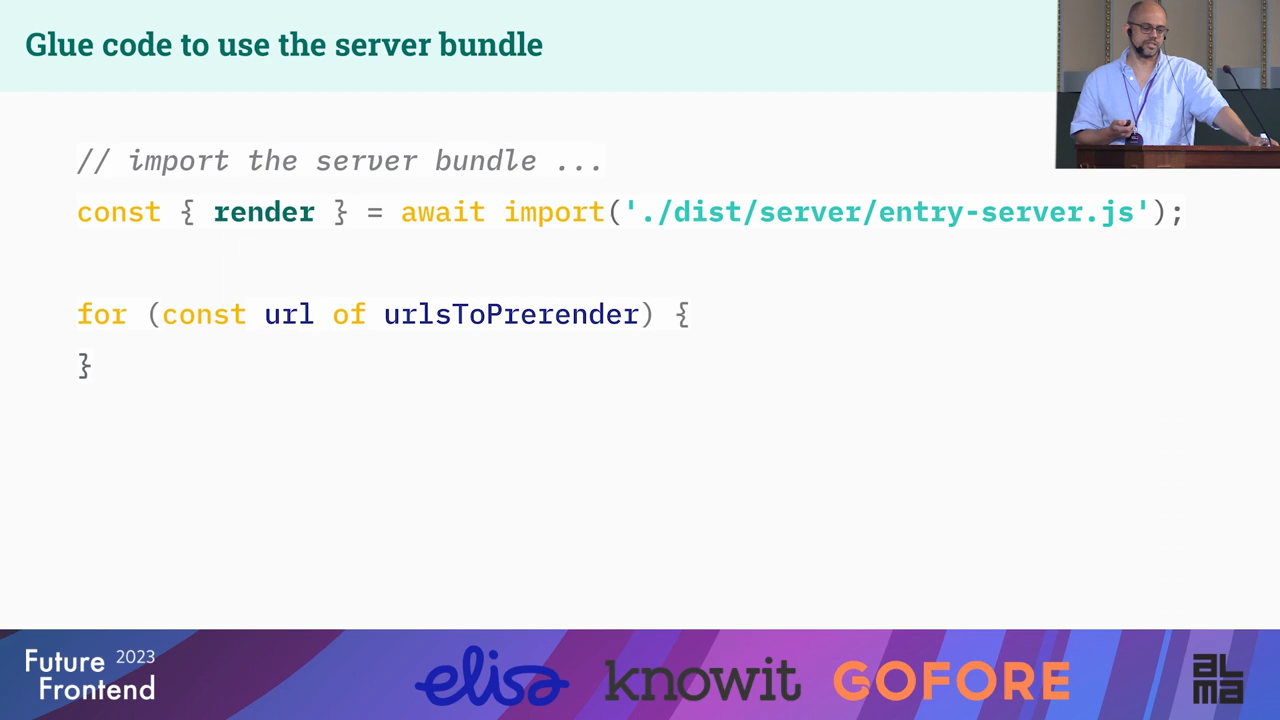 Glue code to use the server bundle
// import the server bundle ...
const { render } = await import('./dist/server/entry-server.js');
for (const url of urlsToPrerender) {
}
Future 2023
Frontend
elisa
knowit
GOFORE
aL
ma